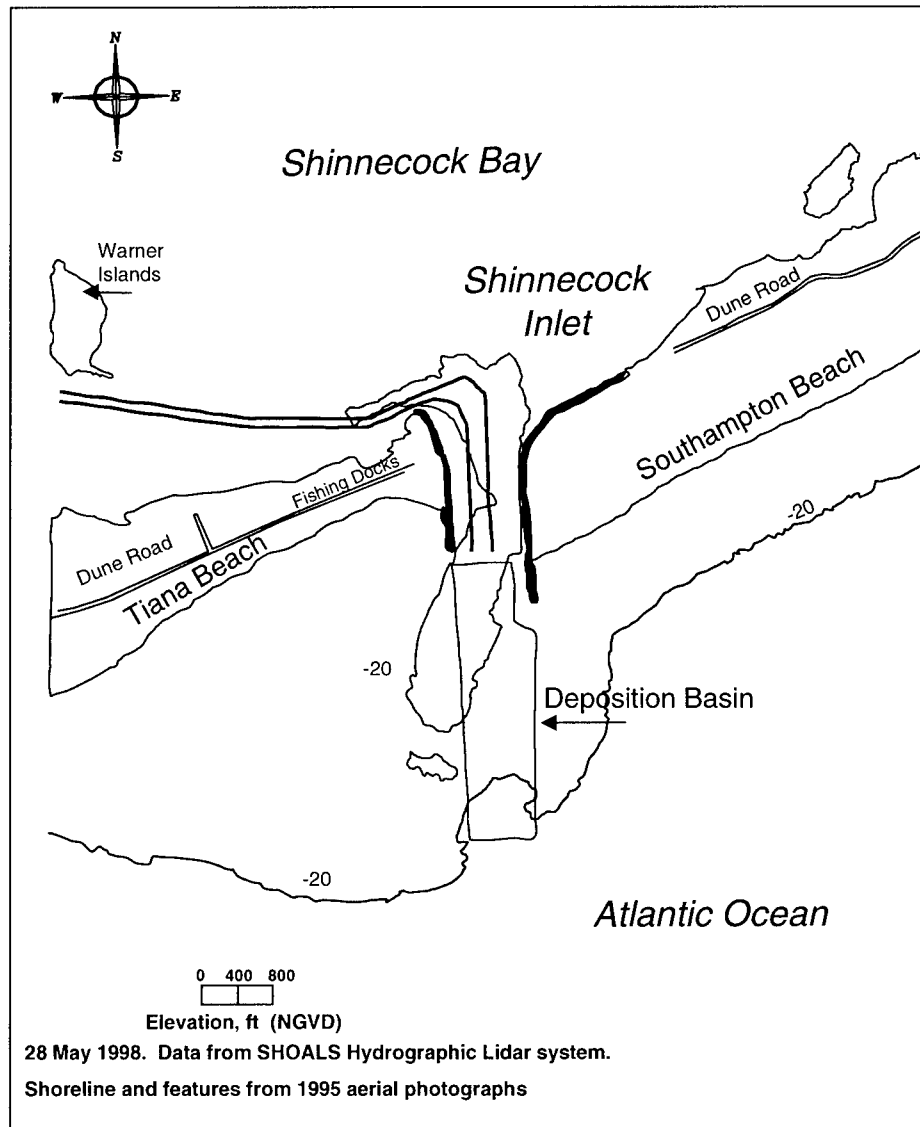 N
W E
S
Shinnecock Bay
Warner
Islands
Shinnecock
Inlet
Dune Road
Southampton Beach
Fishing Docks
Dune Road
Tiana Beach
-20
-20
Deposition Basin
-20
Atlantic Ocean
0 400 800
Elevation, ft (NGVD)
28 May 1998. Data from SHOALS Hydrographic Lidar system.
Shoreline and features from 1995 aerial photographs